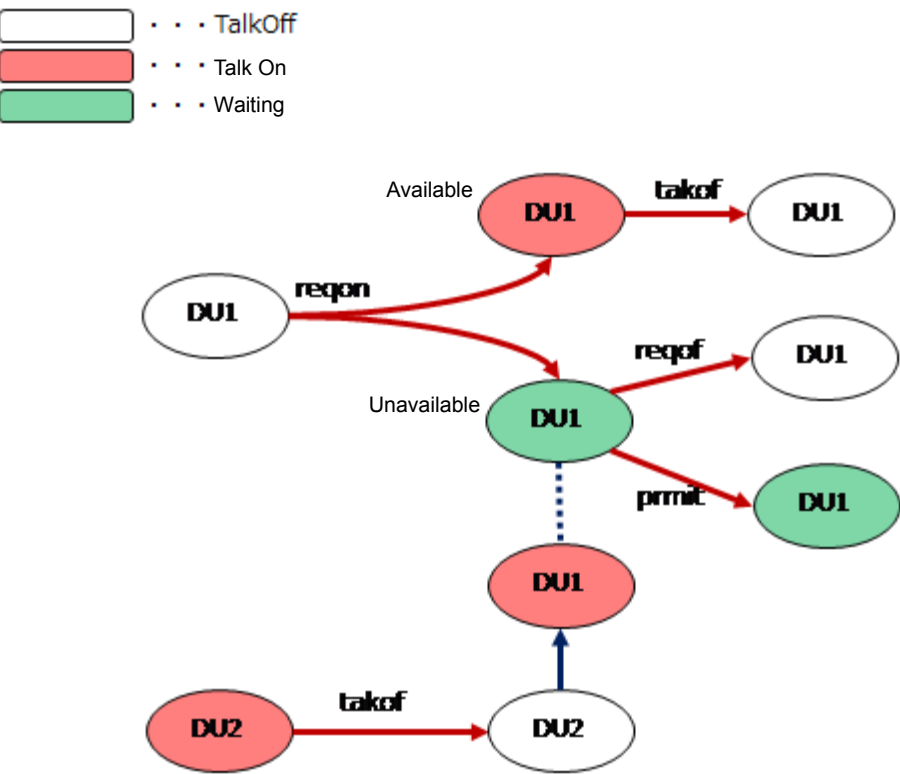 ・・・TalkOff
・・・Talk On
・・・Waiting
Available
DU1
takof
DU1
reqon
DU1
reqof
DU1
Unavailable
DU1
prmit
DU1
DU1
takof
DU2
DU2